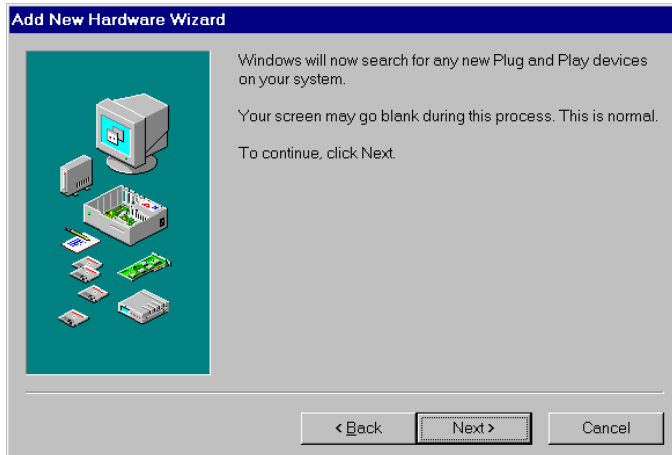 Add New Hardware Wizard
Windows will now search for any new Plug and Play devices
on your system.
Your screen may go blank during this process. This is normal.
To continue, click Next.
< Back
Next >
Cancel